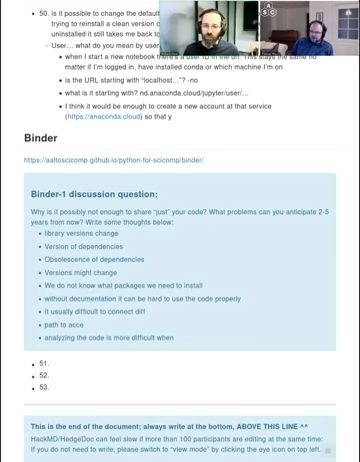 50. is it possible to change the default
trying to reinstall a clean version c
uninstalled it still takes me back to
User... what do you mean by user
when I start a new notebook there's a user ID in the url. This stays the same no
matter if I'm logged in, have installed conda or which machine I'm on
is the URL starting with "localhost..."? -no
what is it starting with? nd.anaconda.cloud/jupyter/user/...
I think it would be enough to create a new account at that service
(https://anaconda.cloud) so that y
A
S C
Binder
https://aaltoscicomp.github.io/python-for-scicomp/binder/
Binder-1 discussion question:
Why is it possibly not enough to share "just" your code? What problems can you anticipate 2-5
years from now? Write some thoughts below:
library versions change
Version of dependencies
Obsolescence of dependencies
Versions might change
We do not know what packages we need to install
without documentation it can be hard to use the code properly
It usually difficult to connect diff
path to acce
analyzing the code is more difficult when
51.
52.
53.
This is the end of the document; always write at the bottom, ABOVE THIS LINE ^^
HackMD/HedgeDoc can feel slow if more than 100 participants are editing at the same time:
If you do not need to write, please switch to "view mode" by clicking the eye icon on top left.